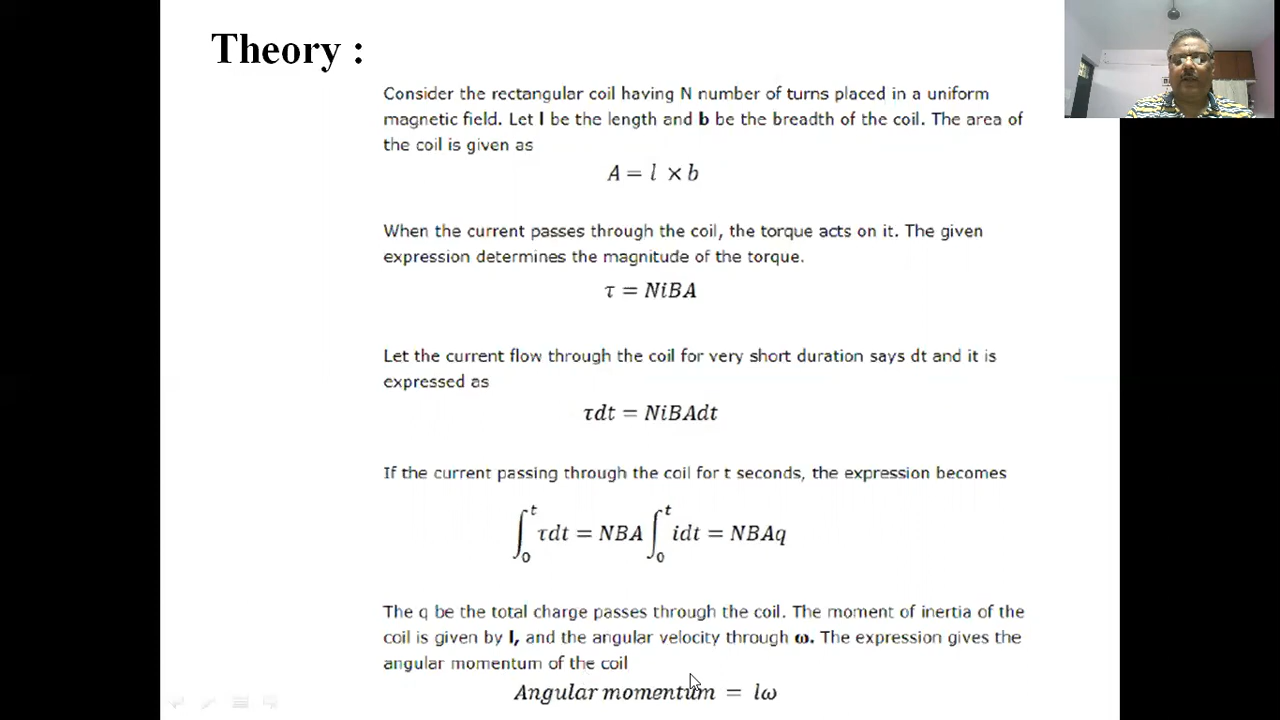 Theory :
Consider the rectangular coil having N number of turns placed in a uniform
magnetic field. Let l be the length and b be the breadth of the coil. The area of
the coil is given as
A = l × b
When the current passes through the coil, the torque acts on it. The given
expression determines the magnitude of the torque.
τ = NiBA
Let the current flow through the coil for very short duration says dt and it is
expressed as
τdt = NiBAdt
If the current passing through the coil for t seconds, the expression becomes
∫₀ᵗ τdt = NBA ∫₀ᵗ idt = NBAq
The q be the total charge passes through the coil. The moment of inertia of the
coil is given by l, and the angular velocity through ω. The expression gives the
angular momentum of the coil
Angular momentum = lω